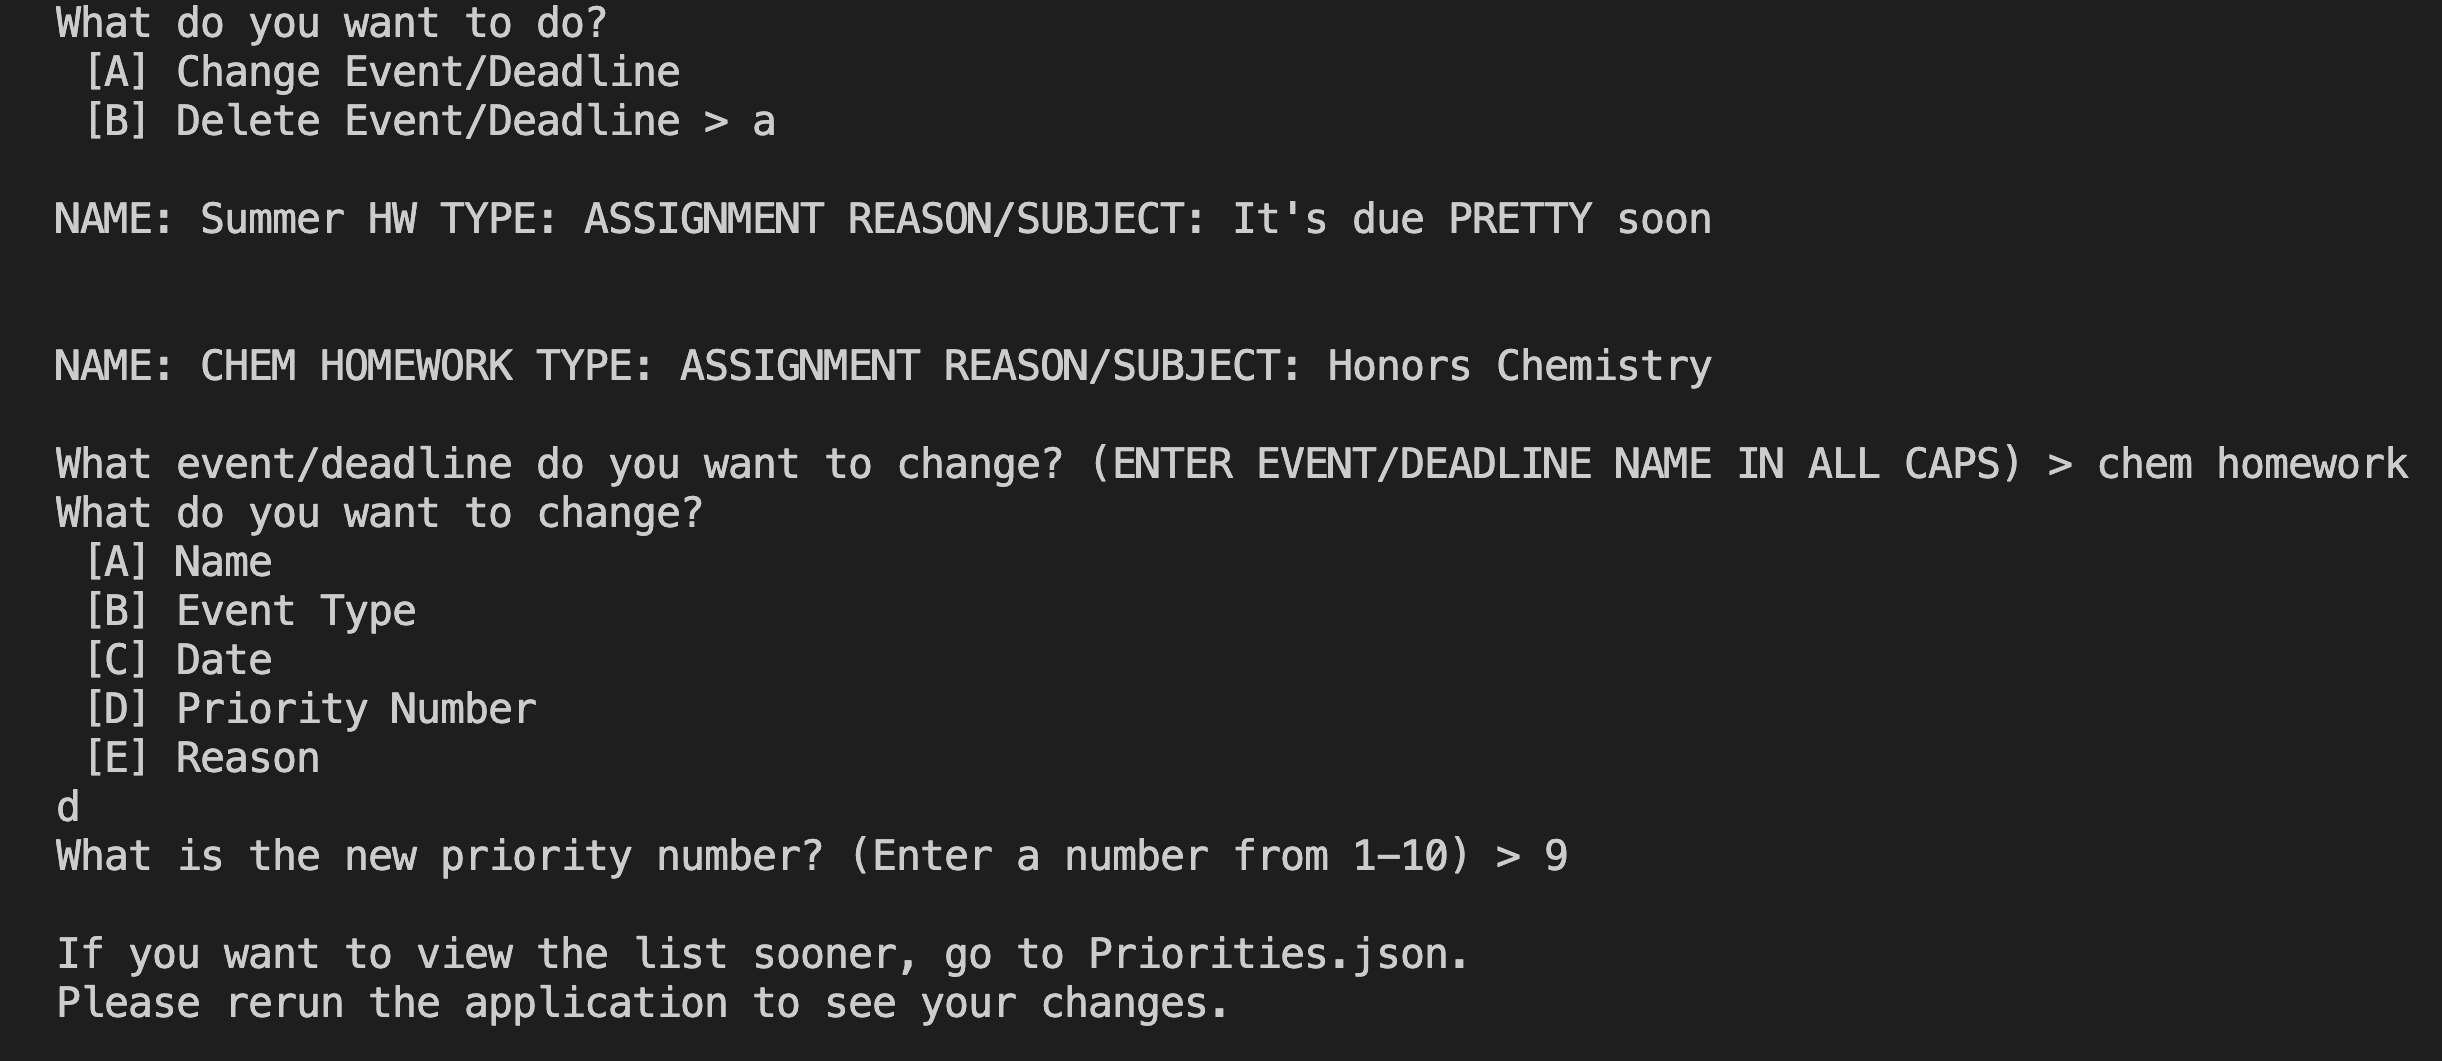 What do you want to do?
[A] Change Event/Deadline
[B] Delete Event/Deadline > a
NAME: Summer HW TYPE: ASSIGNMENT REASON/SUBJECT: It's due PRETTY soon
NAME: CHEM HOMEWORK TYPE: ASSIGNMENT REASON/SUBJECT: Honors Chemistry
What event/deadline do you want to change? (ENTER EVENT/DEADLINE NAME IN ALL CAPS) > chem homework
What do you want to change?
[A] Name
[B] Event Type
[C] Date
[D] Priority Number
[E] Reason
d
What is the new priority number? (Enter a number from 1-10) > 9
If you want to view the list sooner, go to Priorities.json.
Please rerun the application to see your changes.